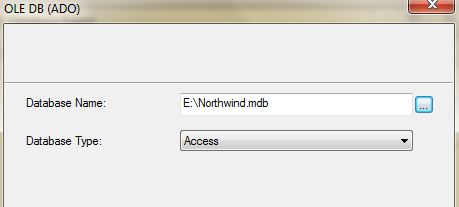 OLE DB (ADO)
Database Name: E:\Northwind.mdb ...
Database Type: Access